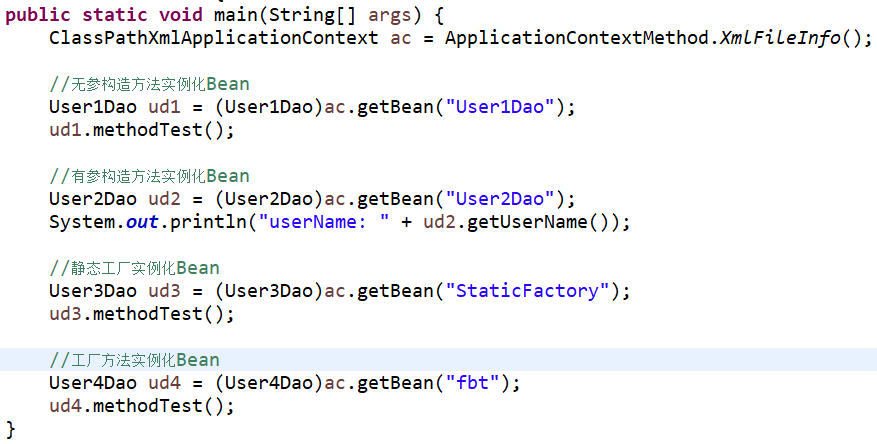 public static void main(String[] args) {
ClassPathXmlApplicationContext ac = ApplicationContextMethod.XmlFileInfo();
//无参构造方法实例化Bean
User1Dao ud1 = (User1Dao)ac.getBean("User1Dao");
ud1.methodTest();
//有参构造方法实例化Bean
User2Dao ud2 = (User2Dao)ac.getBean("User2Dao");
System.out.println("userName: " + ud2.getUserName());
//静态工厂实例化Bean
User3Dao ud3 = (User3Dao)ac.getBean("StaticFactory");
ud3.methodTest();
//工厂方法实例化Bean
User4Dao ud4 = (User4Dao)ac.getBean("fbt");
ud4.methodTest();
}